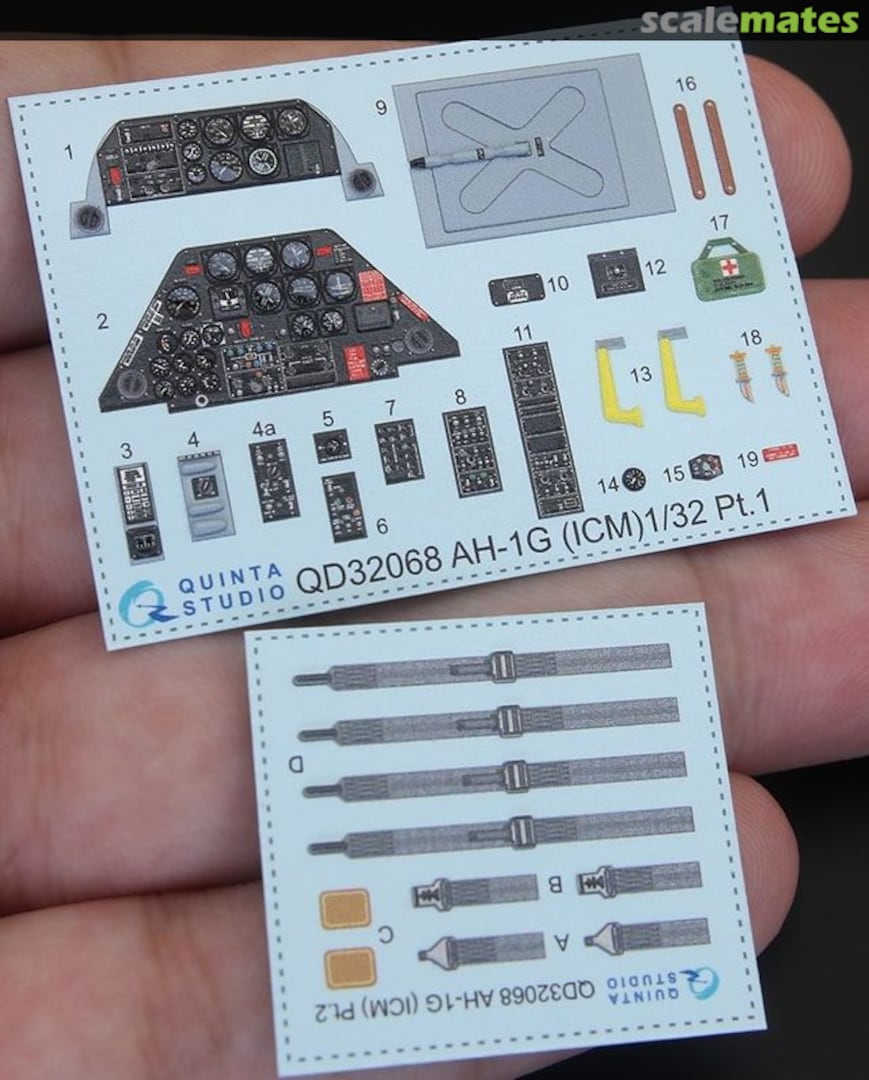 scalemates
1
9
16
2
10
12
17
11
13
18
3
4
4a
5
7
8
6
14
15
19
QUINTA
STUDIO
QD32068 AH-1G (ICM)1/32 Pt.1
D
B
C
A
QD32068 AH-1G (ICM) Pt.2
QUINTA
STUDIO